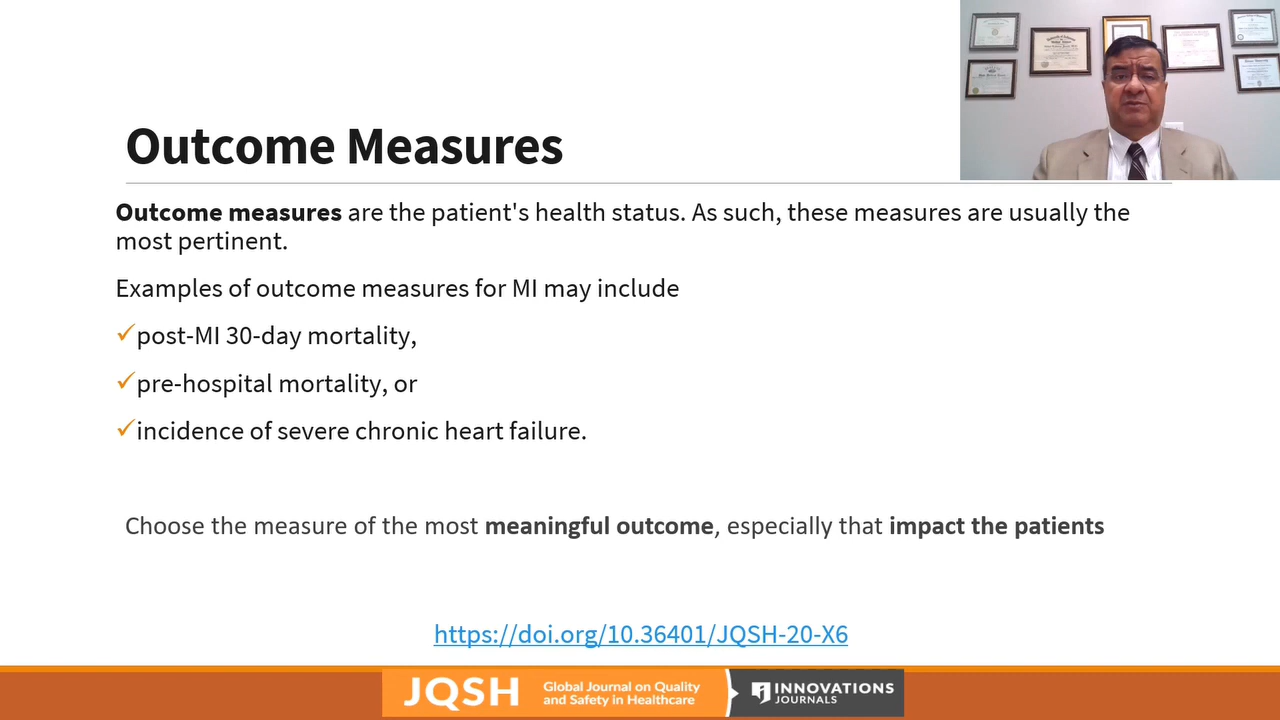 Outcome Measures
Outcome measures are the patient's health status. As such, these measures are usually the
most pertinent.
Examples of outcome measures for MI may include
✓post-MI 30-day mortality,
✓pre-hospital mortality, or
✓incidence of severe chronic heart failure.
Choose the measure of the most meaningful outcome, especially that impact the patients
https://doi.org/10.36401/JQSH-20-X6
JQSH
Global Journal on Quality
and Safety in Healthcare
INNOVATIONS
JOURNALS